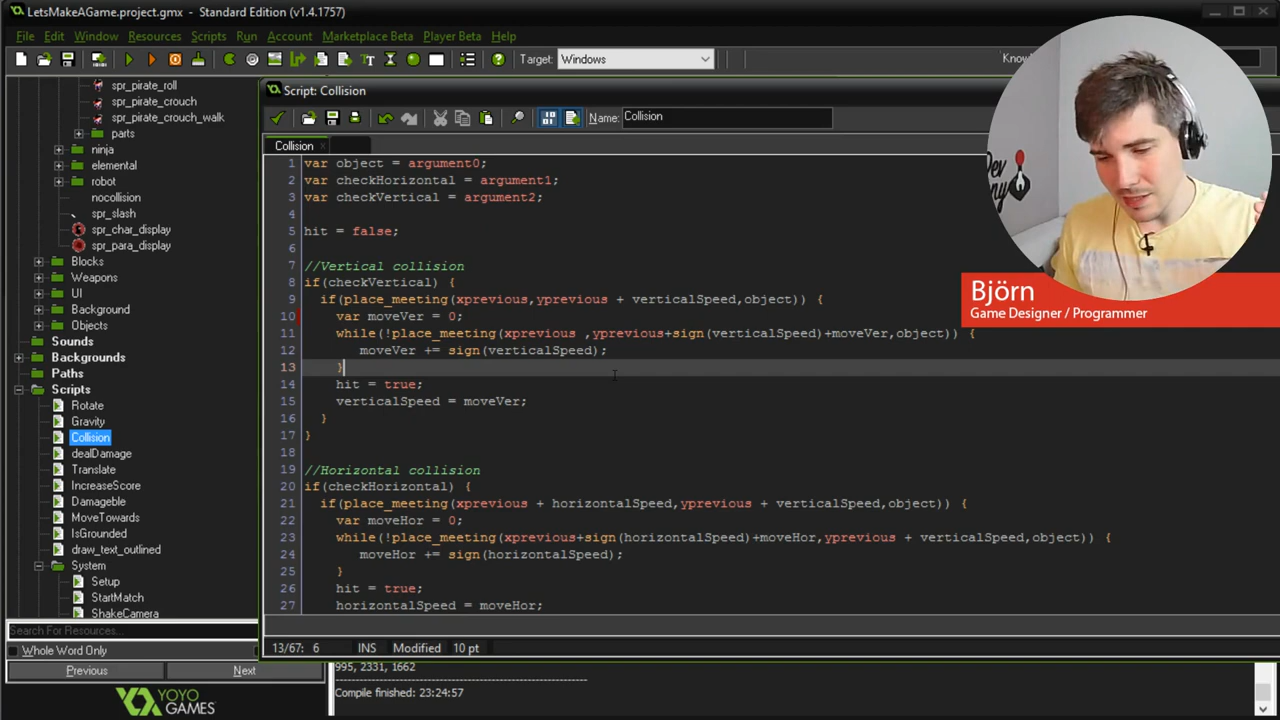 LetsMakeAGame.project.gmx - Standard Edition (v1.4.1757)
File Edit Window Resources Scripts Run Account Marketplace Beta Player Beta Help
Target: Windows
spr_pirate_roll
spr_pirate_crouch
spr_pirate_crouch_walk
parts
ninja
elemental
robot
nocollision
spr_slash
spr_char_display
spr_para_display
Blocks
Weapons
UI
Background
Objects
Sounds
Backgrounds
Paths
Scripts
Rotate
Gravity
Collision
dealDamage
Translate
IncreaseScore
Damageble
MoveTowards
IsGrounded
draw_text_outlined
System
Setup
StartMatch
ShakeCamera
Search For Resources...
Whole Word Only
Previous Next
YOYO
GAMES
Script: Collision
Name: Collision
Collision
1 var object = argument0;
2 var checkHorizontal = argument1;
3 var checkVertical = argument2;
4
5 hit = false;
6
7 //Vertical collision
8 if(checkVertical) {
9 if(place_meeting(xprevious,yprevious + verticalSpeed,object)) {
10 var moveVer = 0;
11 while(!place_meeting(xprevious ,yprevious+sign(verticalSpeed)+moveVer,object)) {
12 moveVer += sign(verticalSpeed);
13 }
14 hit = true;
15 verticalSpeed = moveVer;
16 }
17 }
18
19 //Horizontal collision
20 if(checkHorizontal) {
21 if(place_meeting(xprevious + horizontalSpeed,yprevious + verticalSpeed,object)) {
22 var moveHor = 0;
23 while(!place_meeting(xprevious+sign(horizontalSpeed)+moveHor,yprevious + verticalSpeed,object)) {
24 moveHor += sign(horizontalSpeed);
25 }
26 hit = true;
27 horizontalSpeed = moveHor;
13/67: 6 INS Modified 10 pt
995, 2331, 1662
Compile finished: 23:24:57
Björn
Game Designer / Programmer